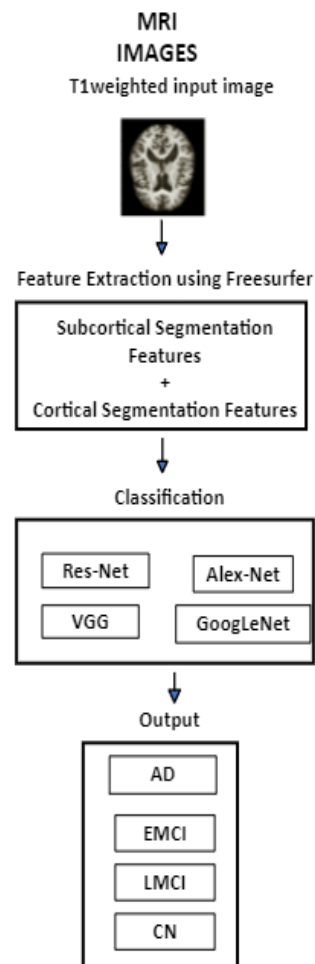 MRI
IMAGES
T1weighted input image
Feature Extraction using Freesurfer
Subcortical Segmentation
Features
+
Cortical Segmentation Features
Classification
Res-Net
Alex-Net
VGG
GoogLeNet
Output
AD
EMCI
LMCI
CN